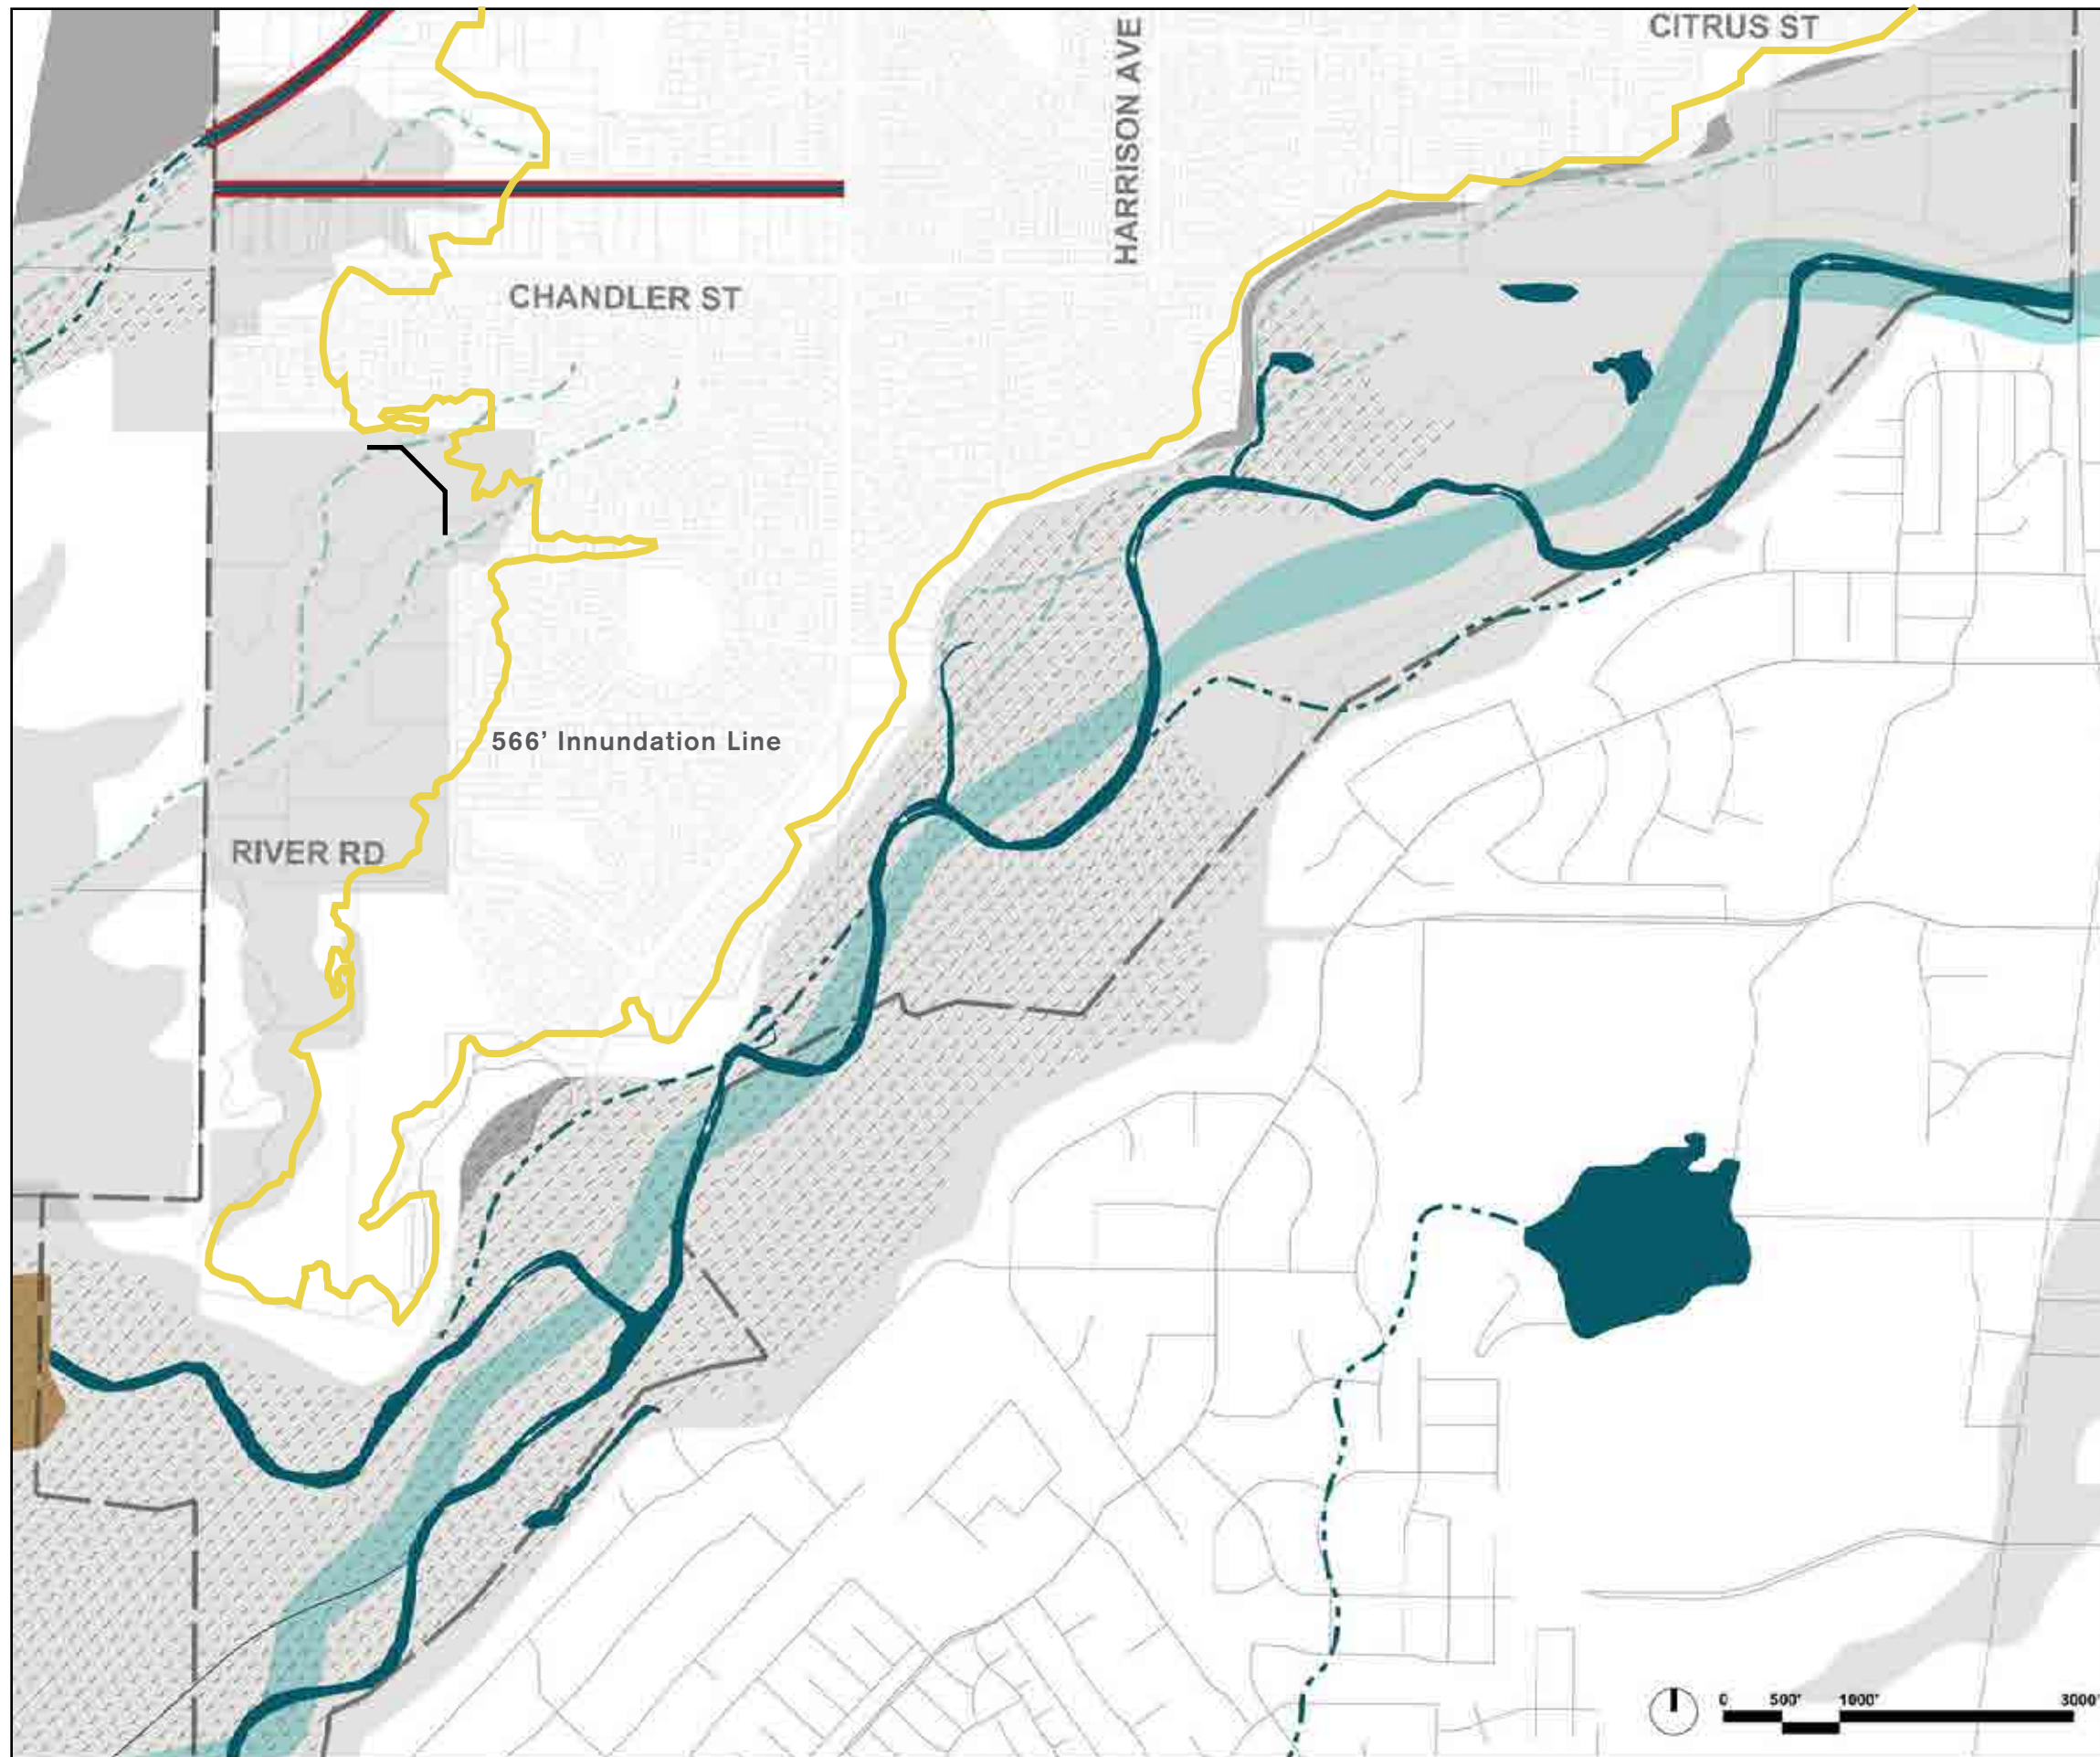 CITRUS ST
HARRISON AVE
CHANDLER ST
566’ Innundation Line
RIVER RD
0 500' 1000' 3000'